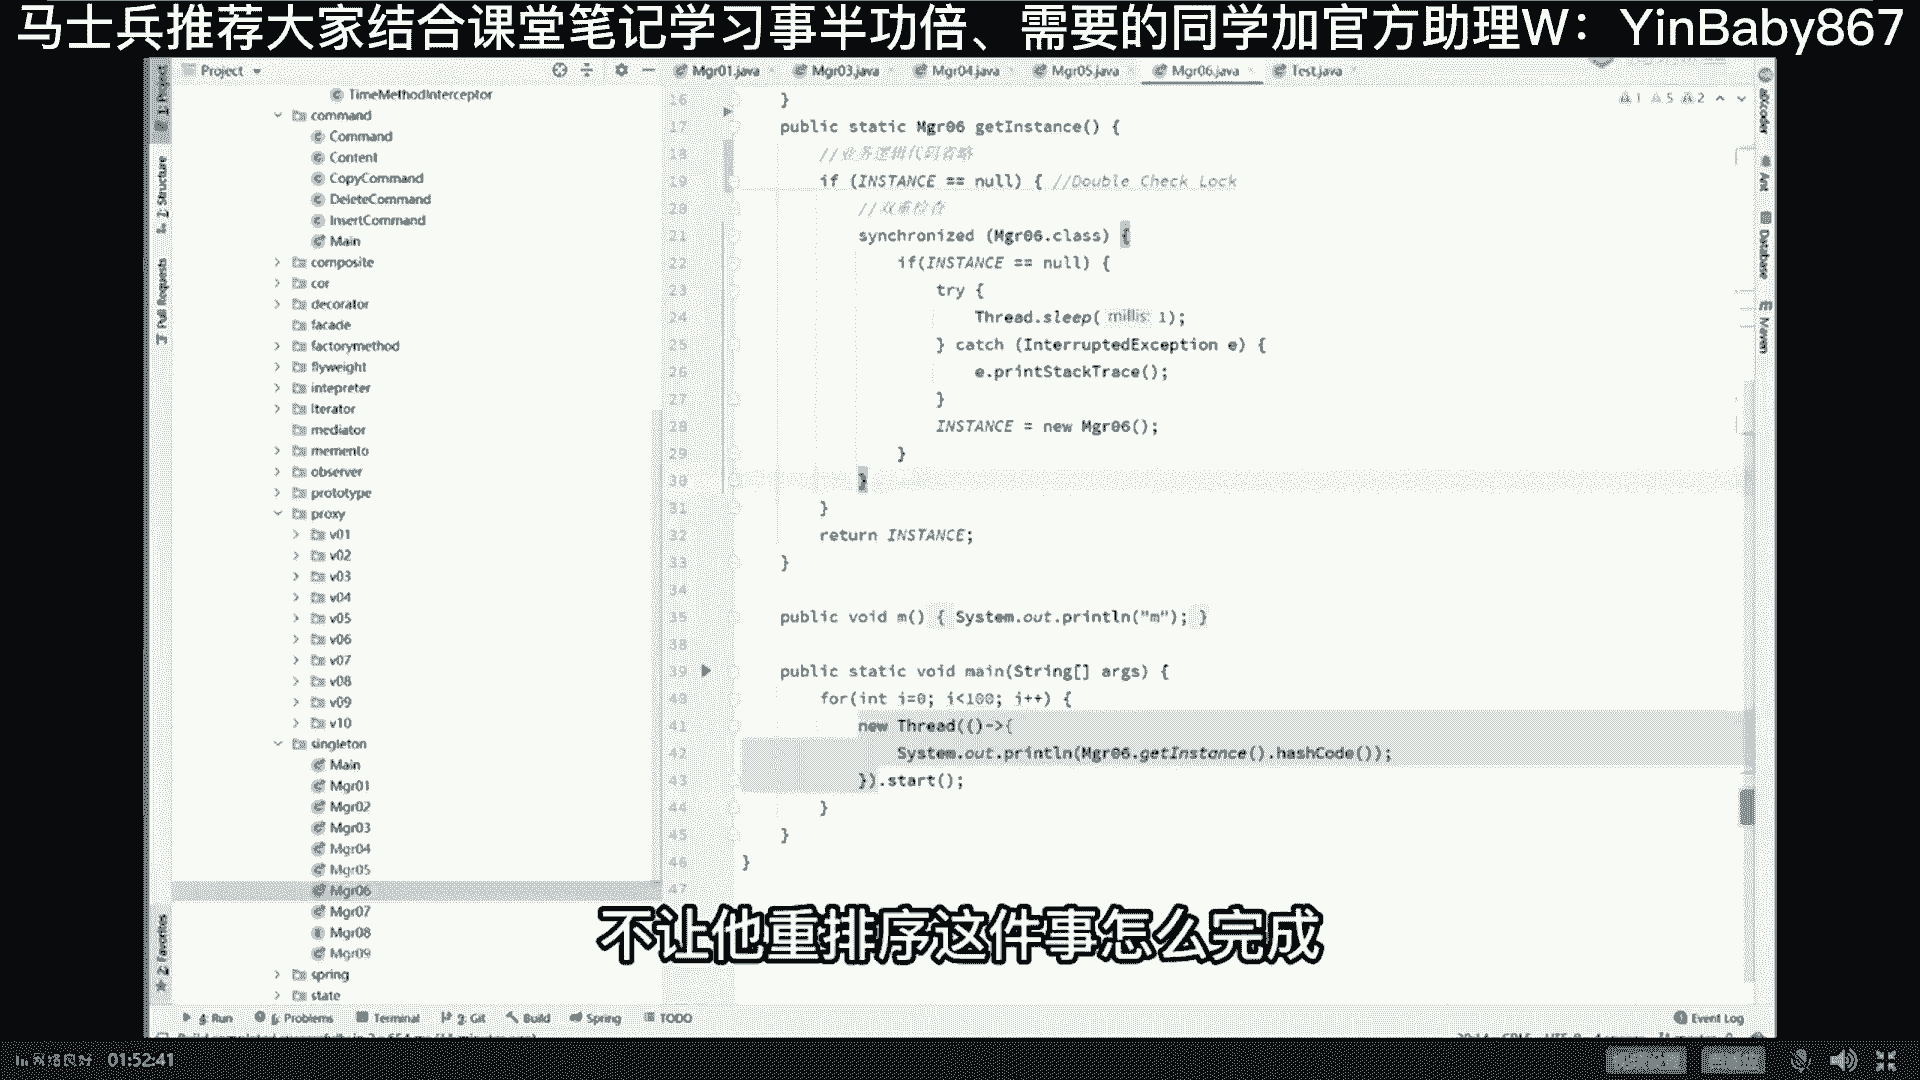 马士兵推荐大家结合课堂笔记学习事半功倍、需要的同学加官方助理W：YinBaby867
Project
Mgr01.java
Mgr03.java
Mgr04.java
Mgr05.java
Mgr06.java
Test.java
1: Project
2: Structure
Pull Requests
2: Favorites
TimeMethodInterceptor
command
Command
Content
CopyCommand
DeleteCommand
InsertCommand
Main
composite
cor
decorator
facade
factorymethod
flyweight
intepreter
iterator
mediator
memento
observer
prototype
proxy
v01
v02
v03
v04
v05
v06
v07
v08
v09
v10
singleton
Main
Mgr01
Mgr02
Mgr03
Mgr04
Mgr05
Mgr06
Mgr07
Mgr08
Mgr09
spring
state
1 5 2
16 }
17 public static Mgr06 getInstance() {
18 //业务逻辑代码省略
19 if (INSTANCE == null) { //Double Check Lock
20 //双重检查
21 synchronized (Mgr06.class) {
22 if(INSTANCE == null) {
23 try {
24 Thread.sleep( millis: 1);
25 } catch (InterruptedException e) {
26 e.printStackTrace();
27 }
28 INSTANCE = new Mgr06();
29 }
30 }
31 }
32 return INSTANCE;
33 }
34
35 public void m() { System.out.println("m"); }
38
39 public static void main(String[] args) {
40 for(int i=0; i<100; i++) {
41 new Thread(()->{
42 System.out.println(Mgr06.getInstance().hashCode());
43 }).start();
44 }
45 }
46 }
47
Ant
Database
Maven
不让他重排序这件事怎么完成
4: Run
6: Problems
Terminal
9: Git
Build
Spring
TODO
Event Log
网络良好 01:52:41